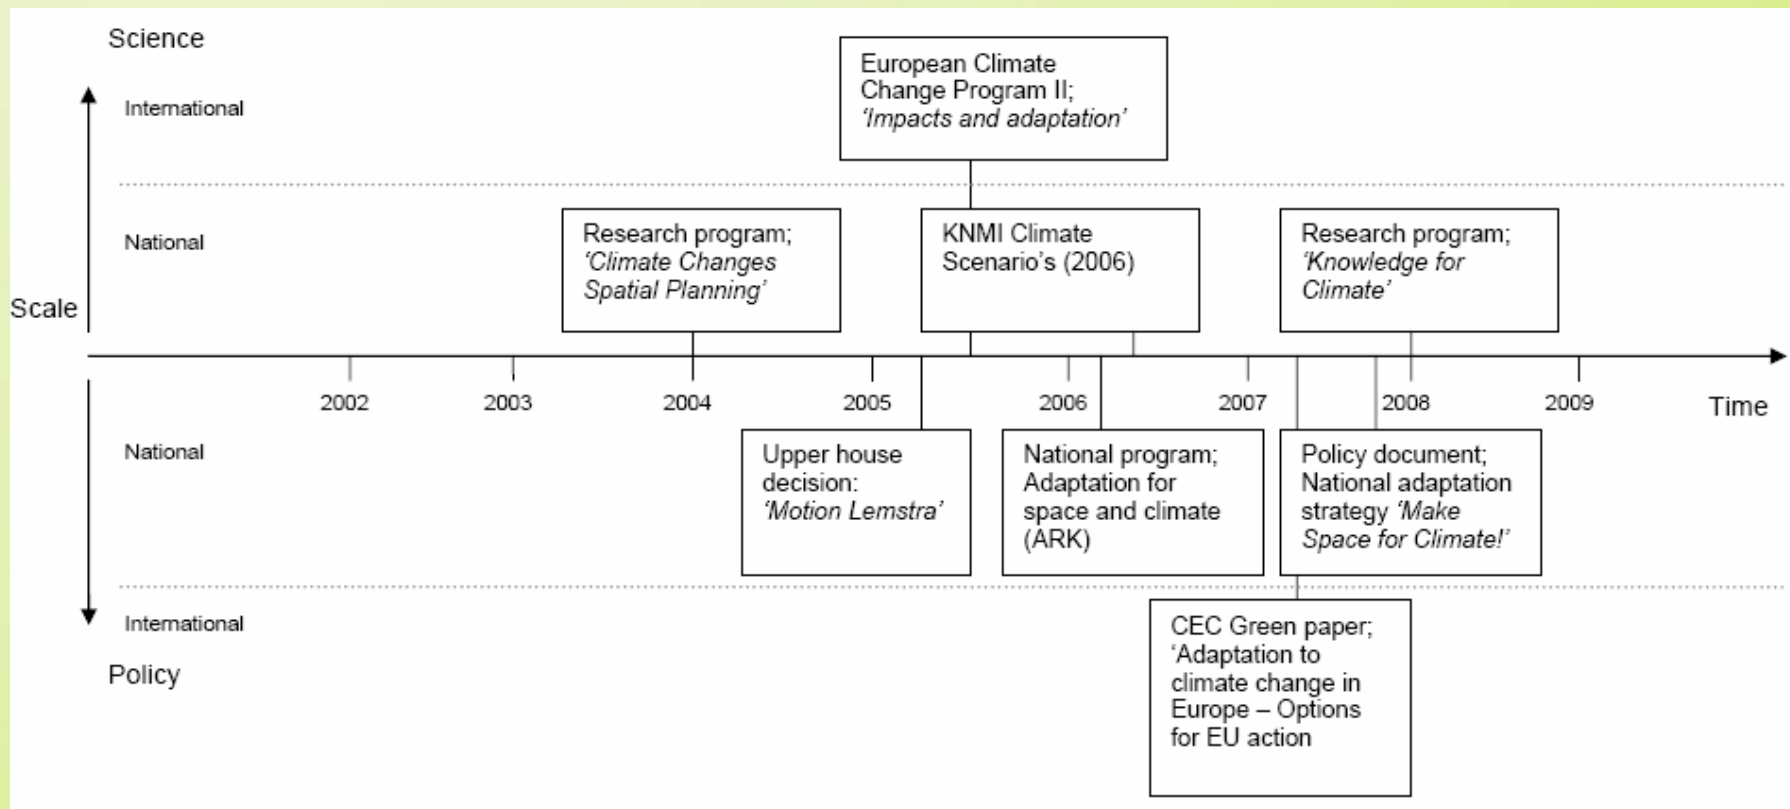 Science
International
European Climate
Change Program II;
‘Impacts and adaptation’
National
Research program;
‘Climate Changes
Spatial Planning’
KNMI Climate
Scenario’s (2006)
Research program;
‘Knowledge for
Climate’
Scale
2002
2003
2004
2005
2006
2007
2008
2009
Time
National
Upper house
decision:
‘Motion Lemstra’
National program;
Adaptation for
space and climate
(ARK)
Policy document;
National adaptation
strategy ‘Make
Space for Climate!’
International
Policy
CEC Green paper;
‘Adaptation to
climate change in
Europe – Options
for EU action